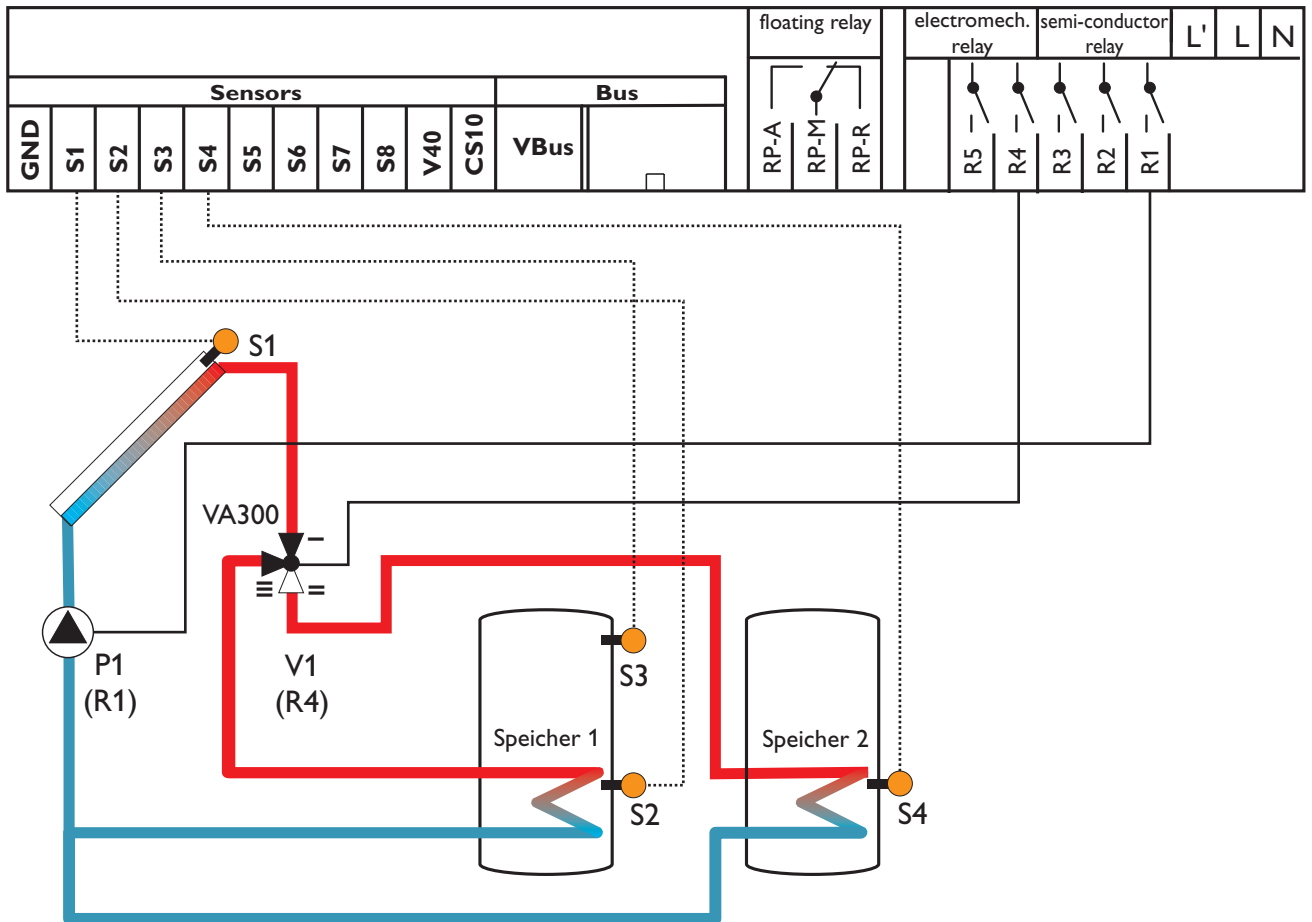 floating relay
electromech.
relay
semi-conductor
relay
L'
L
N
Sensors
Bus
GND
S1
S2
S3
S4
S5
S6
S7
S8
V40
CS10
VBus
RP-A
RP-M
RP-R
R5
R4
R3
R2
R1
S1
VA300
P1
(R1)
V1
(R4)
Speicher 1
S3
S2
Speicher 2
S4